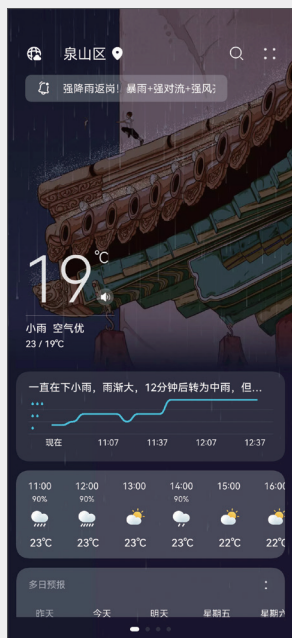 泉山区
强降雨返岗！暴雨+强对流+强风
19℃
小雨 空气优
23 / 19℃
一直在下小雨，雨渐大，12分钟后转为中雨，但...
现在 11:07 11:37 12:07 12:37
11:00 12:00 13:00 14:00 15:00 16:00
90% 90% 90%
23℃ 23℃ 23℃ 23℃ 22℃ 22℃
多日预报
昨天 今天 明天 星期五 星期六